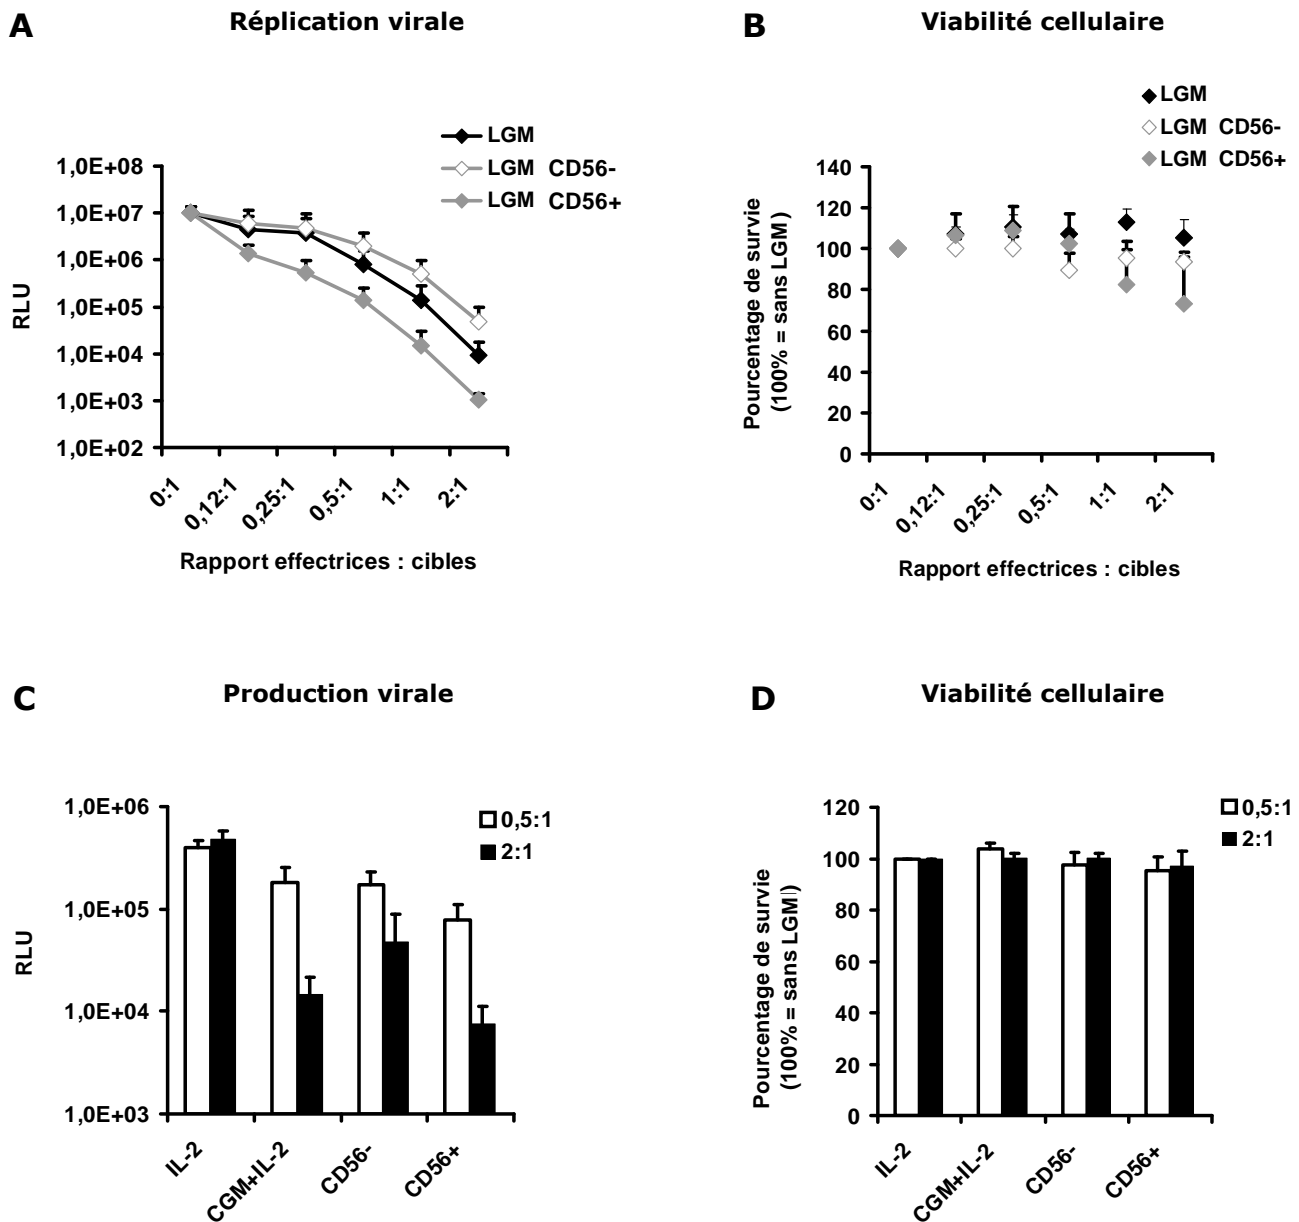 A
Réplication virale
LGM
LGM CD56-
LGM CD56+
1,0E+08
1,0E+07
1,0E+06
1,0E+05
1,0E+04
1,0E+03
1,0E+02
RLU
0:1
0,12:1
0,25:1
0,5:1
1:1
2:1
Rapport effectrices : cibles
B
Viabilité cellulaire
LGM
LGM CD56-
LGM CD56+
140
120
100
80
60
40
20
0
Pourcentage de survie
(100% = sans LGM)
0:1
0,12:1
0,25:1
0,5:1
1:1
2:1
Rapport effectrices : cibles
C
Production virale
0,5:1
2:1
1,0E+06
1,0E+05
1,0E+04
1,0E+03
RLU
IL-2
CGM+IL-2
CD56-
CD56+
D
Viabilité cellulaire
0,5:1
2:1
120
100
80
60
40
20
0
Pourcentage de survie
(100% = sans LGM)
IL-2
CGM+IL-2
CD56-
CD56+